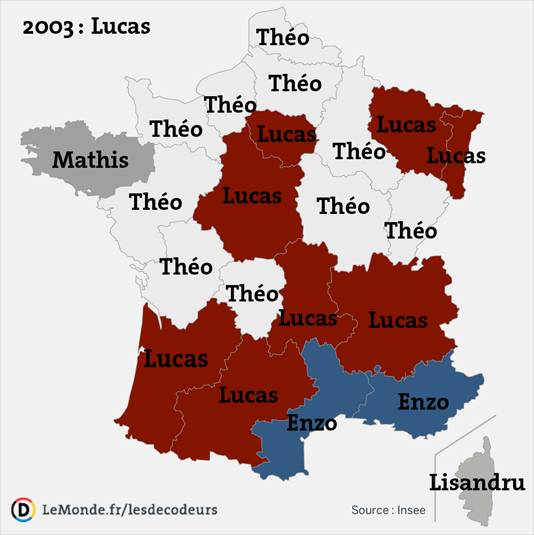 2003 : Lucas
Théo
Théo
Théo
Théo
Lucas
Lucas
Théo
Lucas
Mathis
Lucas
Théo
Théo
Théo
Théo
Théo
Lucas
Lucas
Lucas
Lucas
Enzo
Enzo
Lisandru
D LeMonde.fr/lesdecodeurs
Source : Insee